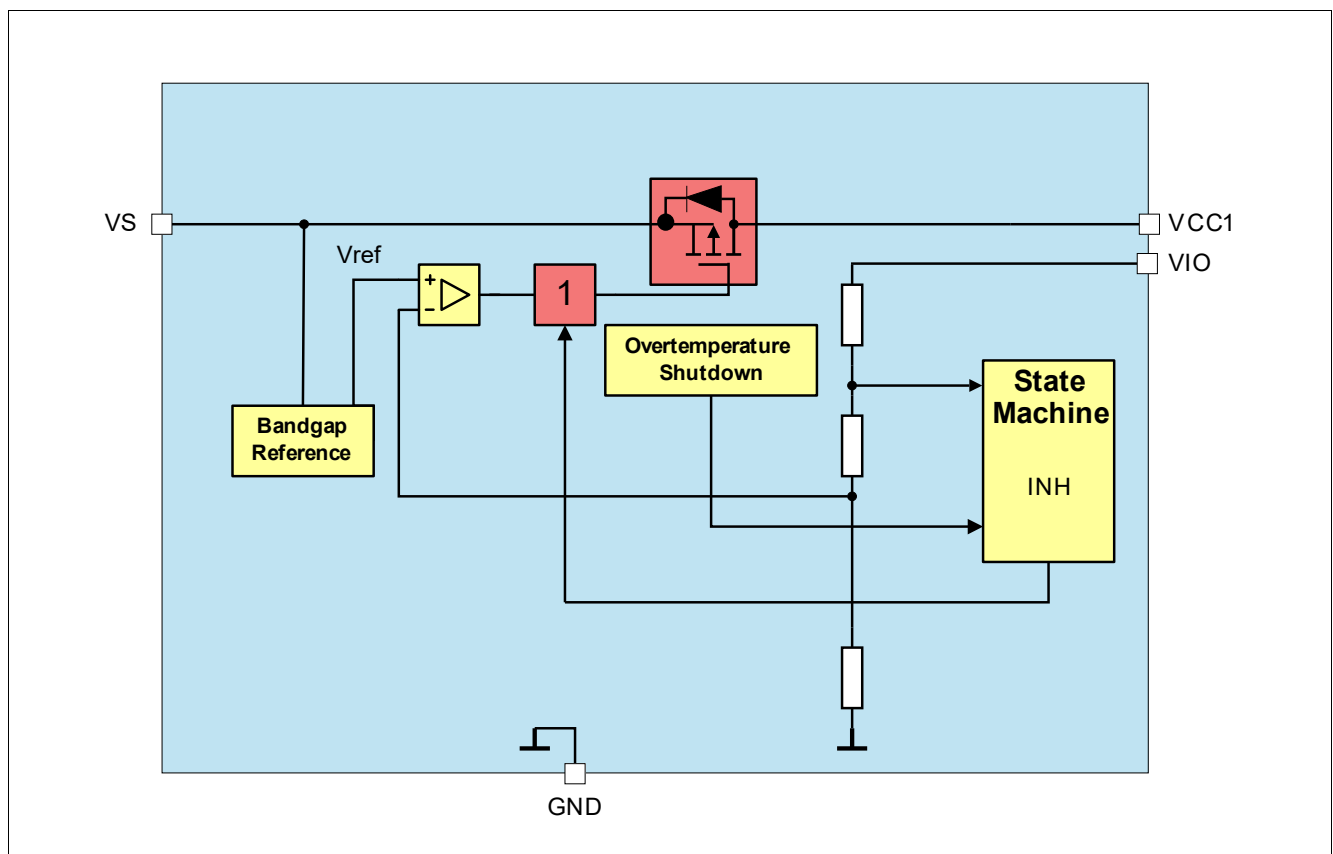 VS
VCC1
Vref
VIO
+
-
1
Overtemperature
Shutdown
State
Machine
INH
Bandgap
Reference
GND